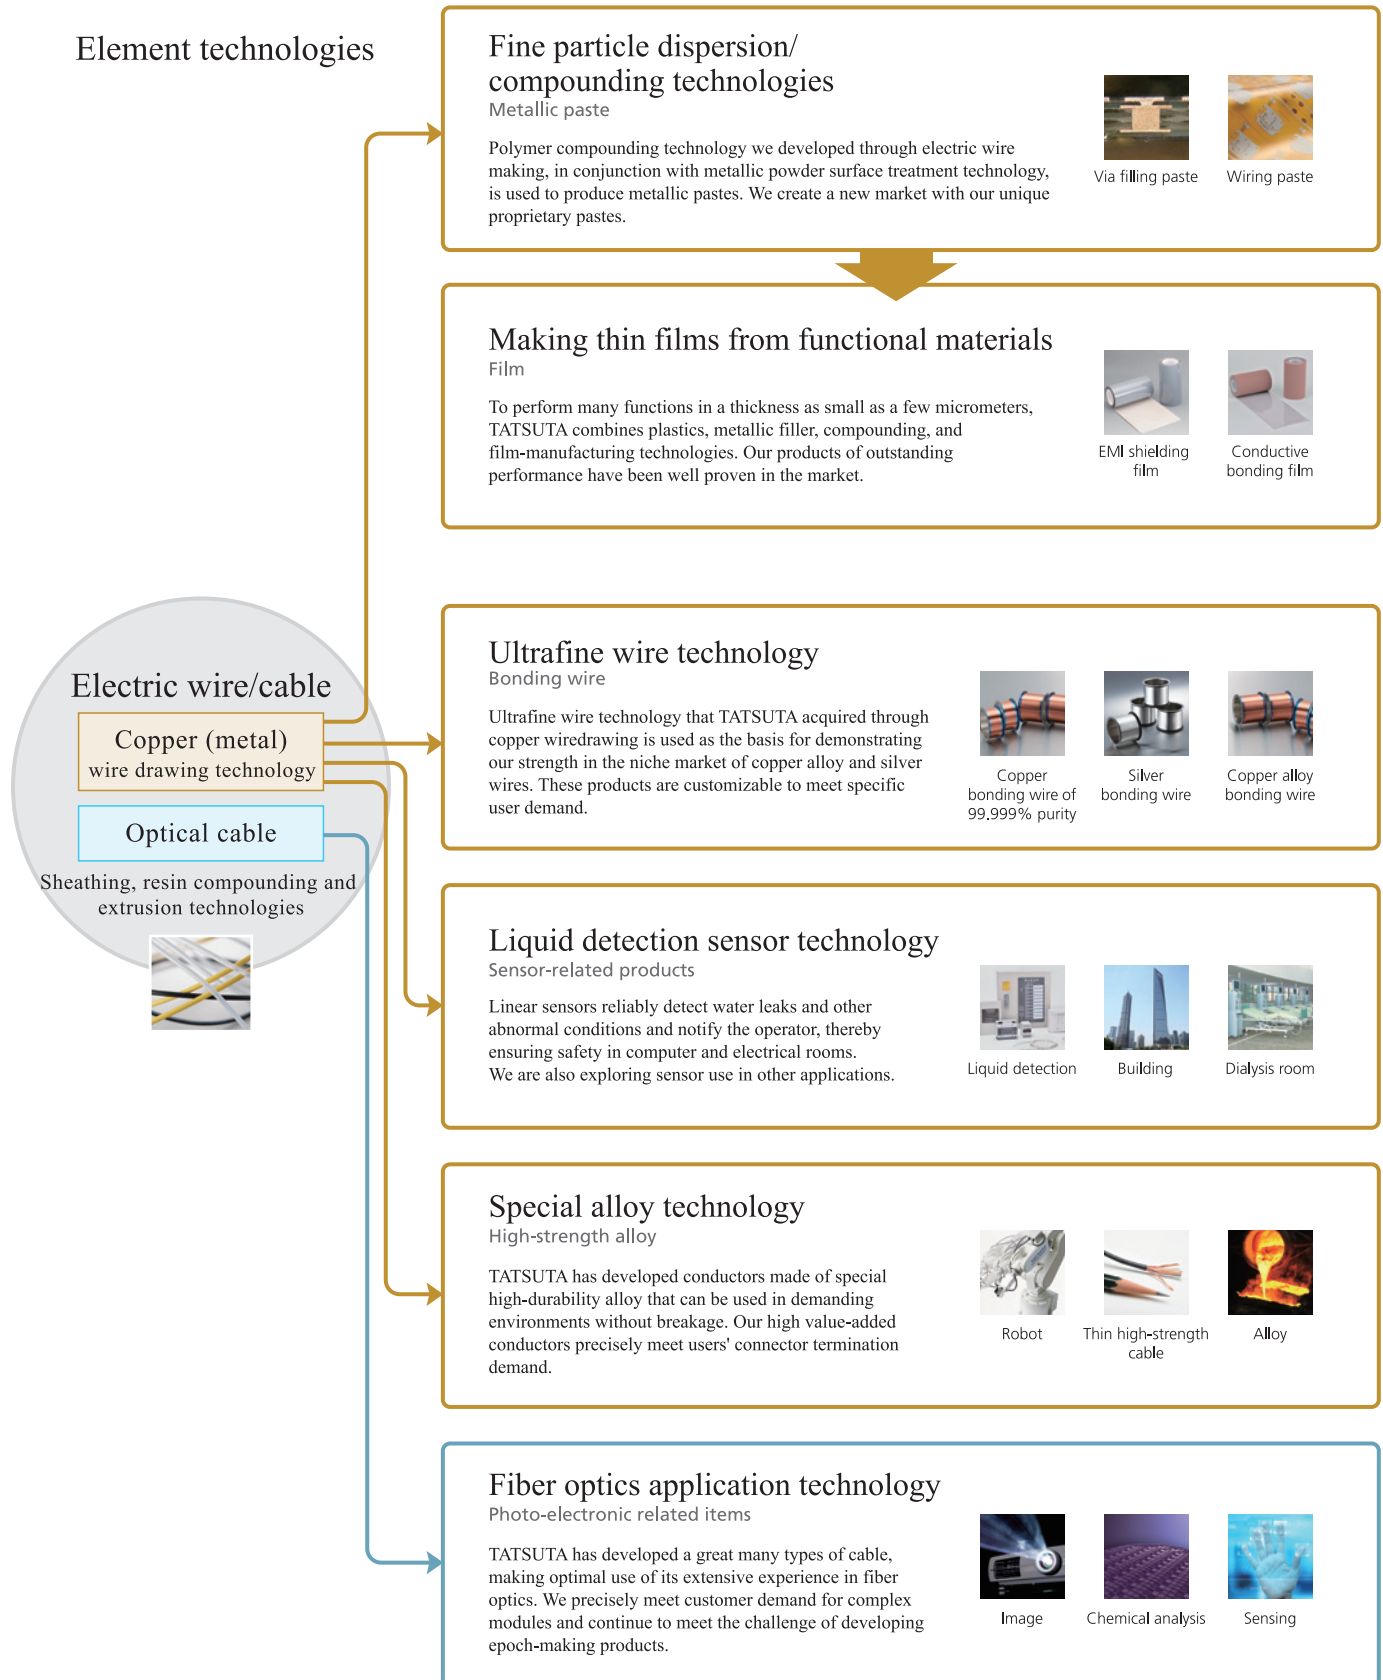 Element technologies
Fine particle dispersion/
compounding technologies
Metallic paste
Polymer compounding technology we developed through electric wire
making, in conjunction with metallic powder surface treatment technology,
is used to produce metallic pastes. We create a new market with our unique
proprietary pastes.
Via filling paste
Wiring paste
Making thin films from functional materials
Film
To perform many functions in a thickness as small as a few micrometers,
TATSUTA combines plastics, metallic filler, compounding, and
film-manufacturing technologies. Our products of outstanding
performance have been well proven in the market.
EMI shielding
film
Conductive
bonding film
Electric wire/cable
Copper (metal)
wire drawing technology
Optical cable
Sheathing, resin compounding and
extrusion technologies
Ultrafine wire technology
Bonding wire
Ultrafine wire technology that TATSUTA acquired through
copper wiredrawing is used as the basis for demonstrating
our strength in the niche market of copper alloy and silver
wires. These products are customizable to meet specific
user demand.
Copper
bonding wire of
99.999% purity
Silver
bonding wire
Copper alloy
bonding wire
Liquid detection sensor technology
Sensor-related products
Linear sensors reliably detect water leaks and other
abnormal conditions and notify the operator, thereby
ensuring safety in computer and electrical rooms.
We are also exploring sensor use in other applications.
Liquid detection
Building
Dialysis room
Special alloy technology
High-strength alloy
TATSUTA has developed conductors made of special
high-durability alloy that can be used in demanding
environments without breakage. Our high value-added
conductors precisely meet users' connector termination
demand.
Robot
Thin high-strength
cable
Alloy
Fiber optics application technology
Photo-electronic related items
TATSUTA has developed a great many types of cable,
making optimal use of its extensive experience in fiber
optics. We precisely meet customer demand for complex
modules and continue to meet the challenge of developing
epoch-making products.
Image
Chemical analysis
Sensing